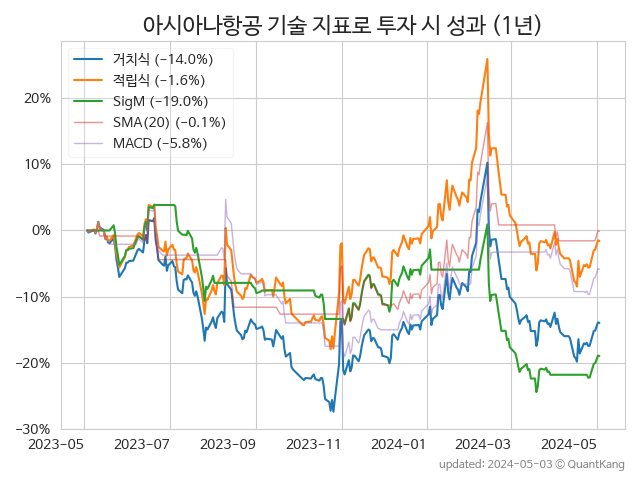 아시아나항공 기술 지표로 투자 시 성과 (1년)
거치식 (−14.0%)
적립식 (−1.6%)
SigM (−19.0%)
SMA(20) (−0.1%)
MACD (−5.8%)
20%
10%
0%
−10%
−20%
−30%
2023-05 2023-07 2023-09 2023-11 2024-01 2024-03 2024-05
updated: 2024-05-03 © QuantKang